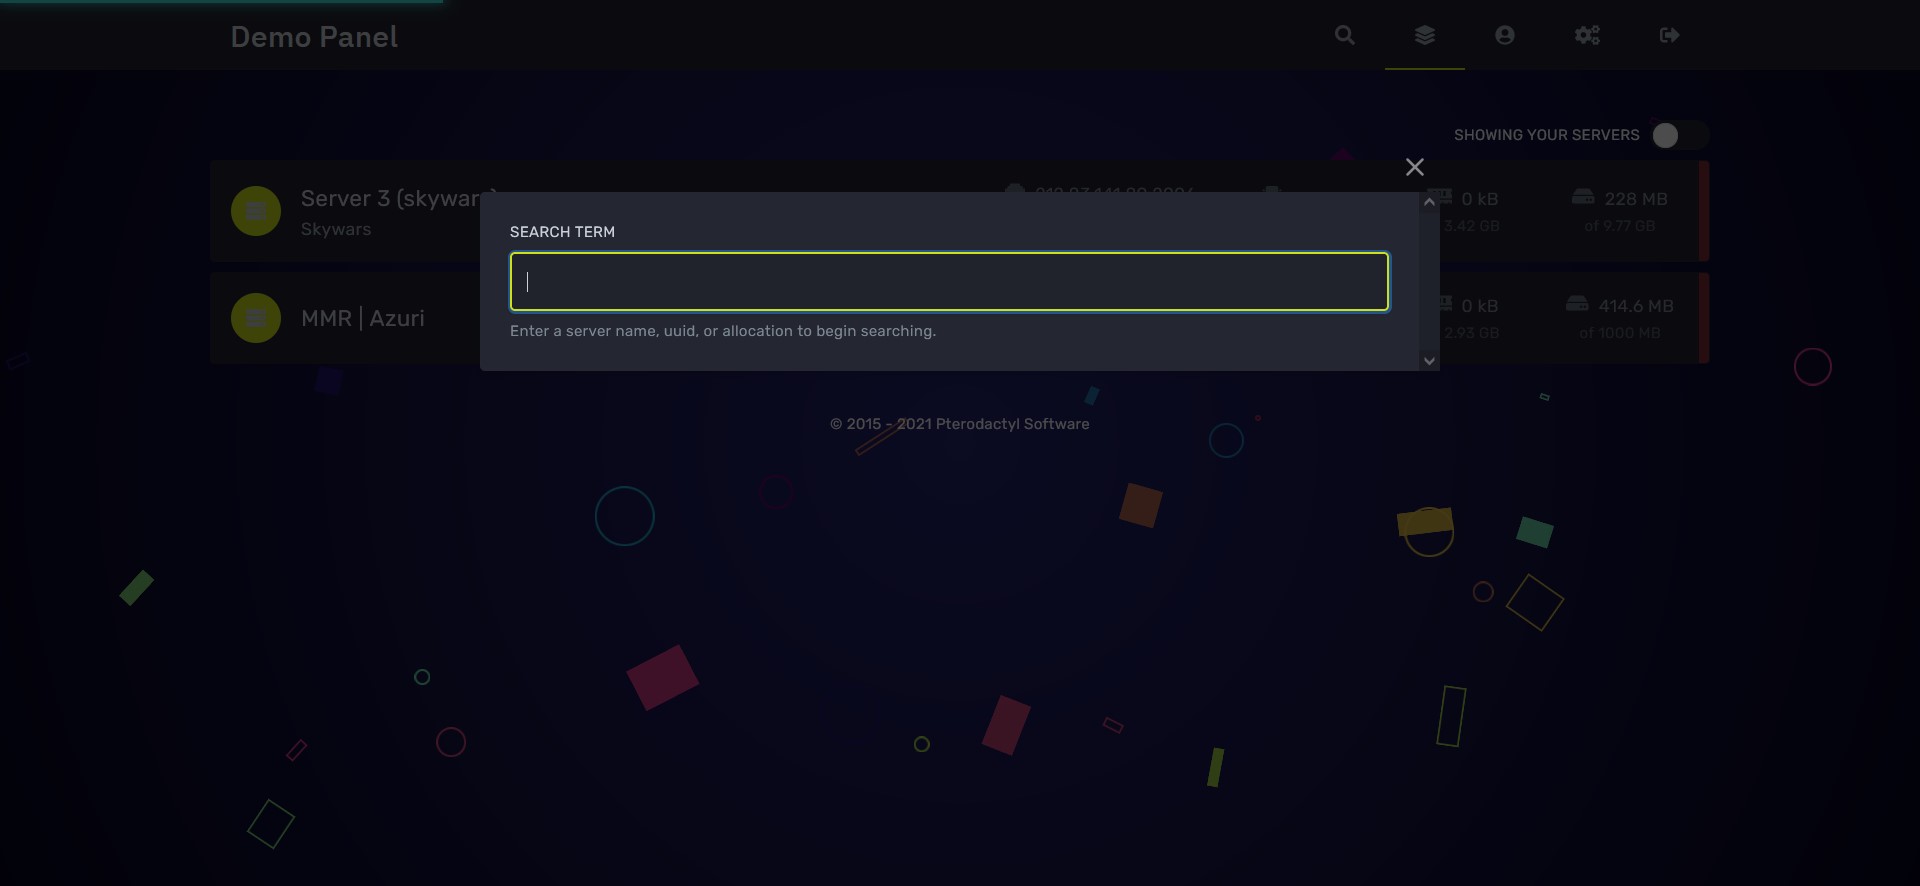 Demo Panel
SHOWING YOUR SERVERS
Server 3 (skywars)
Skywars
0 kB
3.42 GB
228 MB
of 9.77 GB
SEARCH TERM
Enter a server name, uuid, or allocation to begin searching.
MMR | Azuri
0 kB
2.93 GB
414.6 MB
of 1000 MB
© 2015 - 2021 Pterodactyl Software